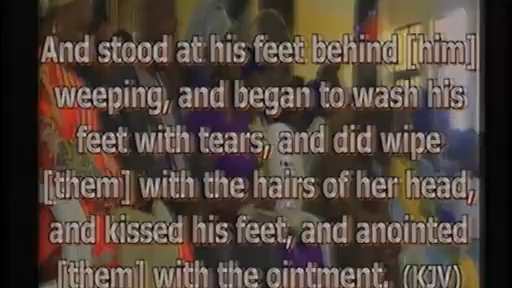 And stood at his feet behind [him]
weeping, and began to wash his
feet with tears, and did wipe
[them] with the hairs of her head,
and kissed his feet, and anointed
[them] with the ointment. (KJV)